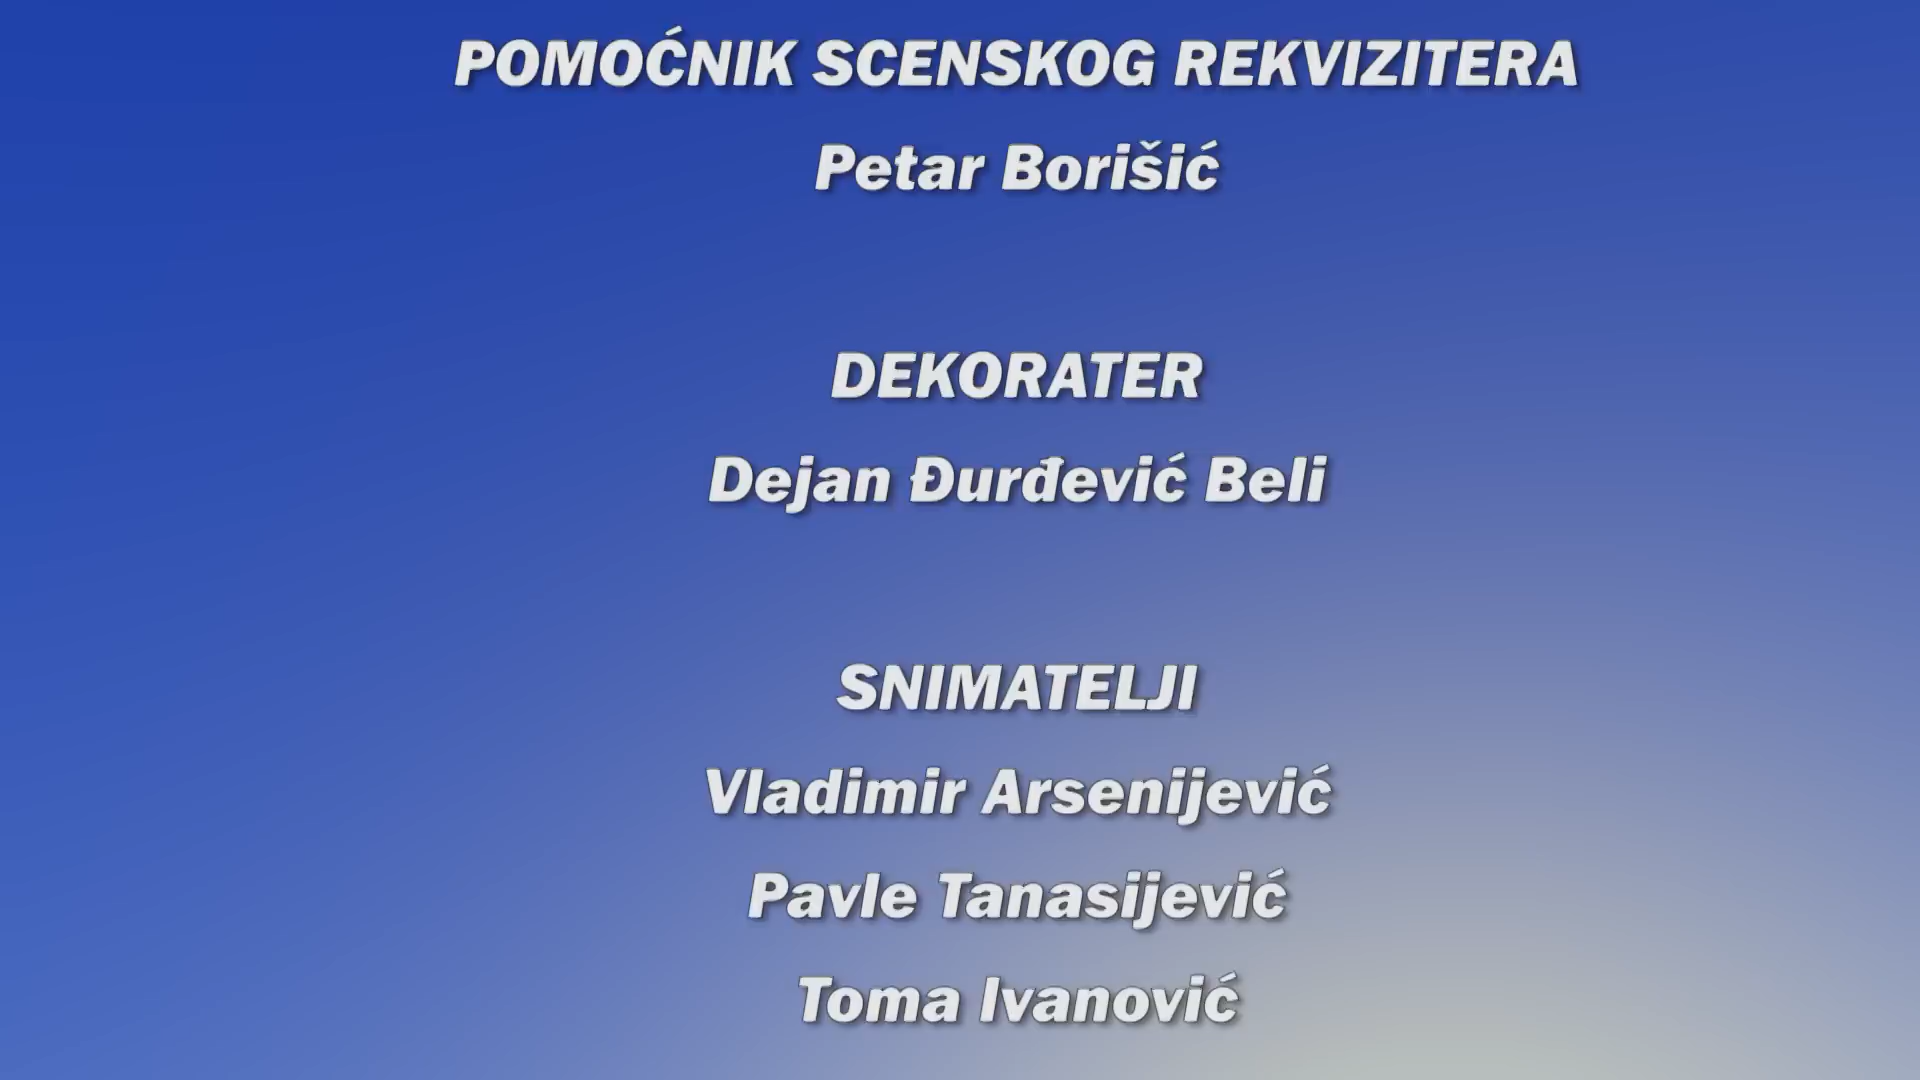 POMOĆNIK SCENSKOG REKVIZITERA
Petar Borišić
DEKORATER
Dejan Đurđević Beli
SNIMATELJI
Vladimir Arsenijević
Pavle Tanasijević
Toma Ivanović